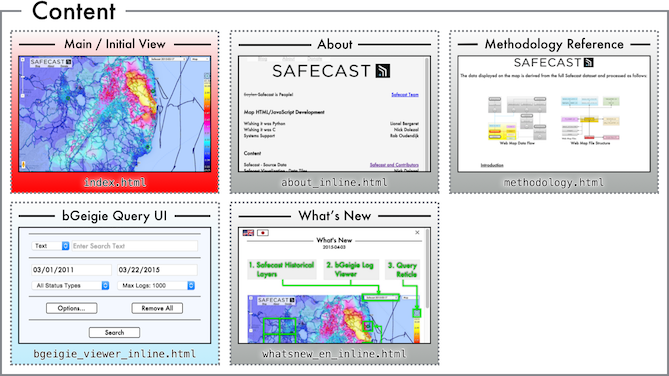 Content
Main / Initial View
SAFECAST
index.html
About
SAFECAST
Safecast is People!
Safecast Team
Map HTML/JavaScript Development
Wishing it was Python
Lionel Bergeret
Wishing it was C
Nick Dolezal
Systems Support
Rob Oudendijk
Content
Safecast - Source Data
Safecast and Contributors
about_inline.html
Methodology Reference
SAFECAST
The data displayed on the map is derived from the full Safecast dataset and processed as follows:
Web Map Data Flow
Web Map File Structure
Introduction
methodology.html
bGeigie Query UI
Text
Enter Search Text
03/01/2011
03/22/2015
All Status Types
Max Logs: 1000
Options...
Remove All
Search
bgeigie_viewer_inline.html
What's New
What's New
2015-04-03
1. Safecast Historical
Layers
2. bGeigie Log
Viewer
3. Query
Reticle
SAFECAST
whatsnew_en_inline.html